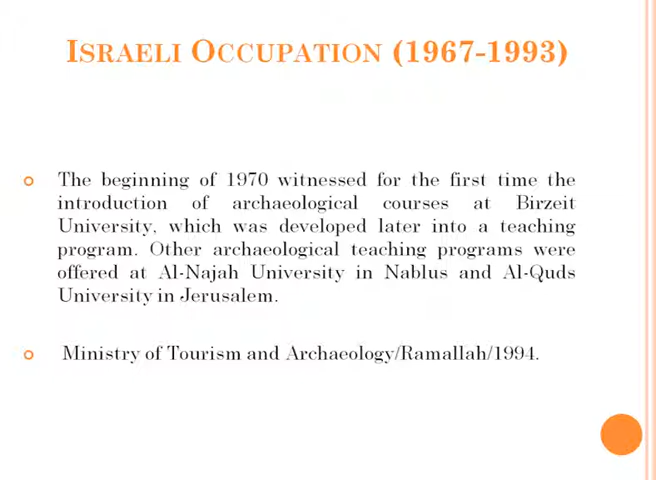 ISRAELI OCCUPATION (1967-1993)
The beginning of 1970 witnessed for the first time the
introduction of archaeological courses at Birzeit
University, which was developed later into a teaching
program. Other archaeological teaching programs were
offered at Al-Najah University in Nablus and Al-Quds
University in Jerusalem.
Ministry of Tourism and Archaeology/Ramallah/1994.